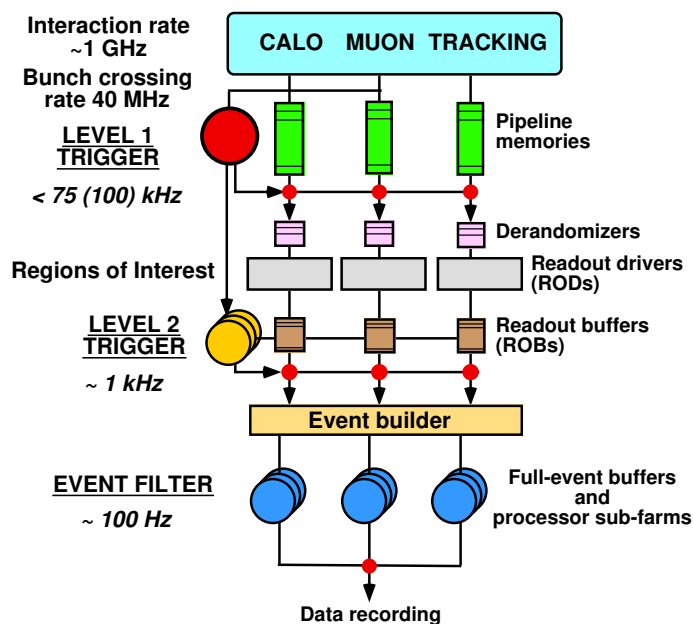 Interaction rate
~1 GHz
CALO MUON TRACKING
Bunch crossing
rate 40 MHz
LEVEL 1
TRIGGER
< 75 (100) kHz
Pipeline
memories
Derandomizers
Regions of Interest
Readout drivers
(RODs)
LEVEL 2
TRIGGER
~ 1 kHz
Readout buffers
(ROBs)
Event builder
EVENT FILTER
~ 100 Hz
Full-event buffers
and
processor sub-farms
Data recording